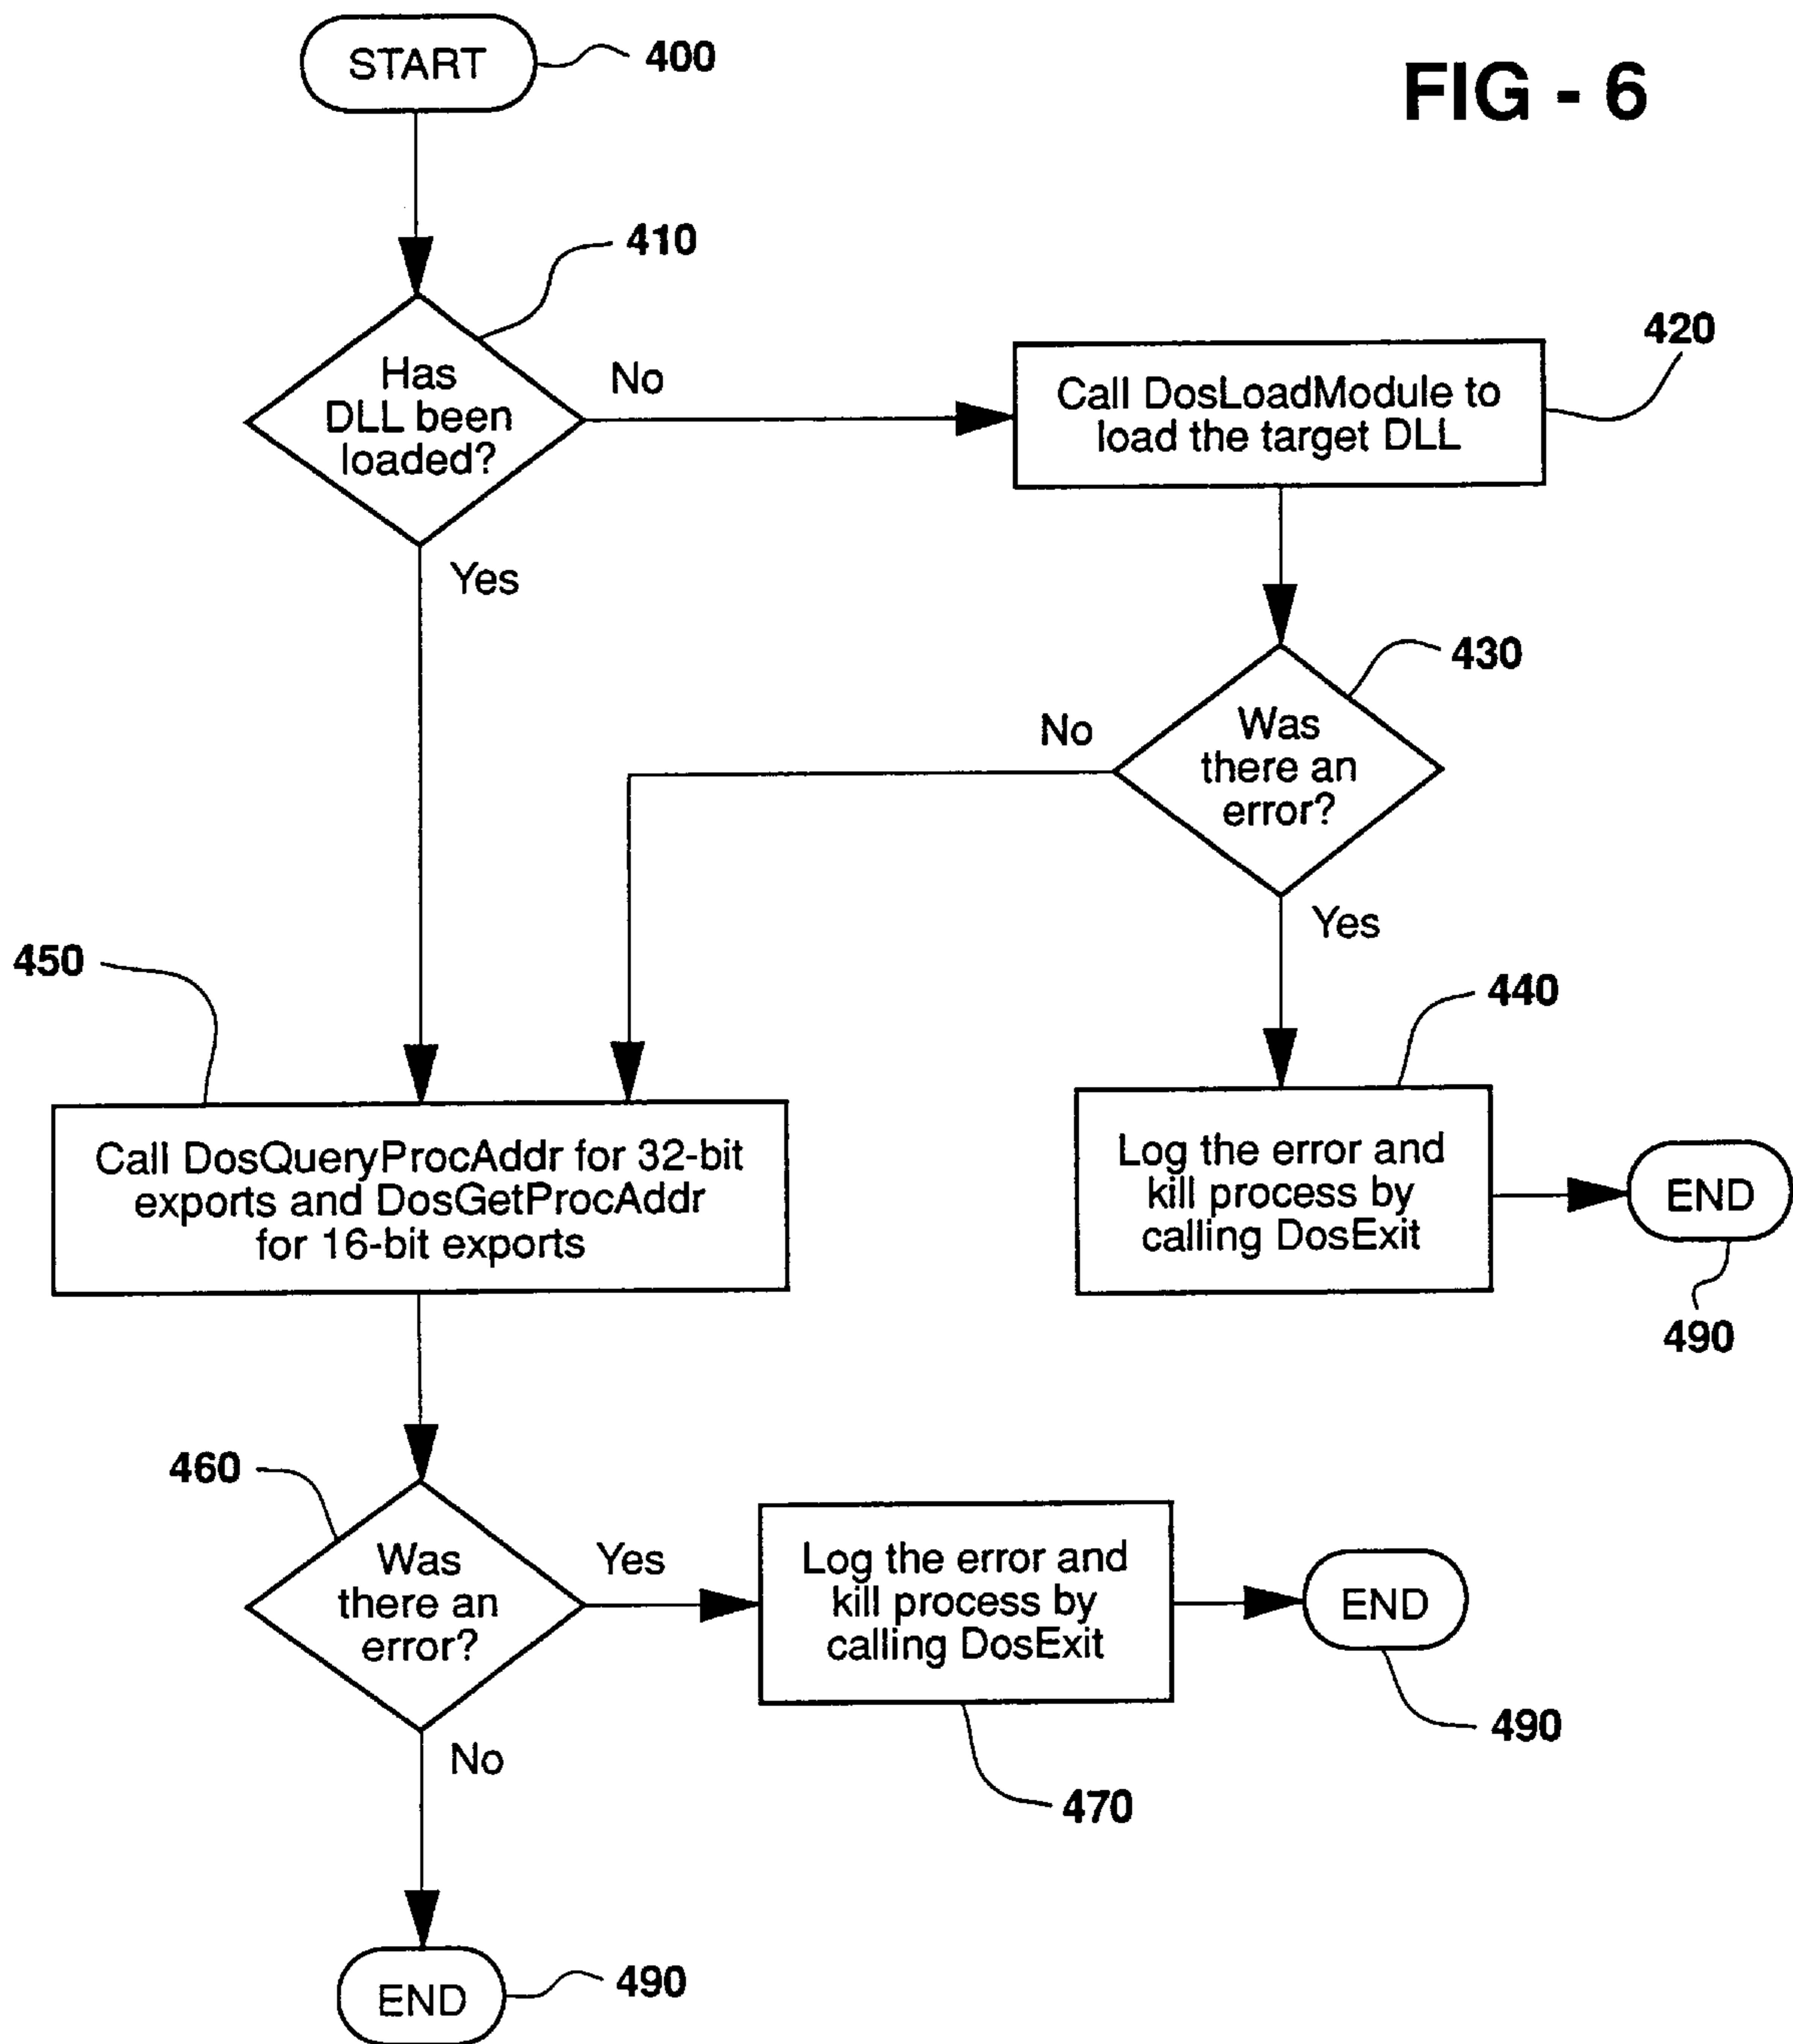 START
400
FIG - 6
410
Has
DLL been
loaded?
No
Yes
420
Call DosLoadModule to
load the target DLL
430
Was
there an
error?
No
Yes
450
Call DosQueryProcAddr for 32-bit
exports and DosGetProcAddr
for 16-bit exports
440
Log the error and
kill process by
calling DosExit
END
490
460
Was
there an
error?
Yes
No
Log the error and
kill process by
calling DosExit
470
END
490
END
490